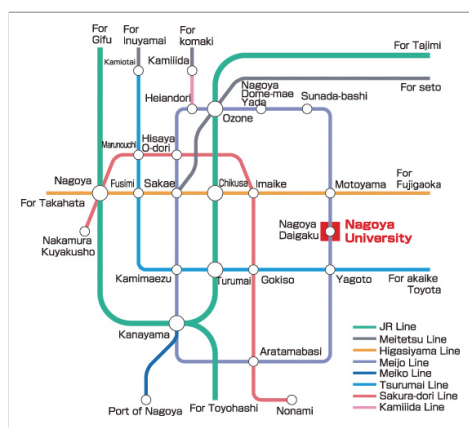 For
Gifu
For
Inuyamai
For
komaki
For Tajimi
Kamiotai
Kamiiida
For seto
Heiandori
Nagoya
Dome-mae
Yada
Sunada-bashi
Ozone
Marunouchi
Hisaya
O-dori
Nagoya
Fusimi
Sakae
Chikusa
Imaike
Motoyama
For
Fujigaoka
For Takahata
Nakamura
Kuyakusho
Nagoya
Daigaku
Nagoya
University
Kamimaezu
Turumai
Gokiso
Yagoto
For akaike
Toyota
Kanayama
Aratamabasi
Port of Nagoya
For Toyohashi
Nonami
JR Line
Meitetsu Line
Higasiyama Line
Meijo Line
Meiko Line
Tsurumai Line
Sakura-dori Line
Kamiiida Line